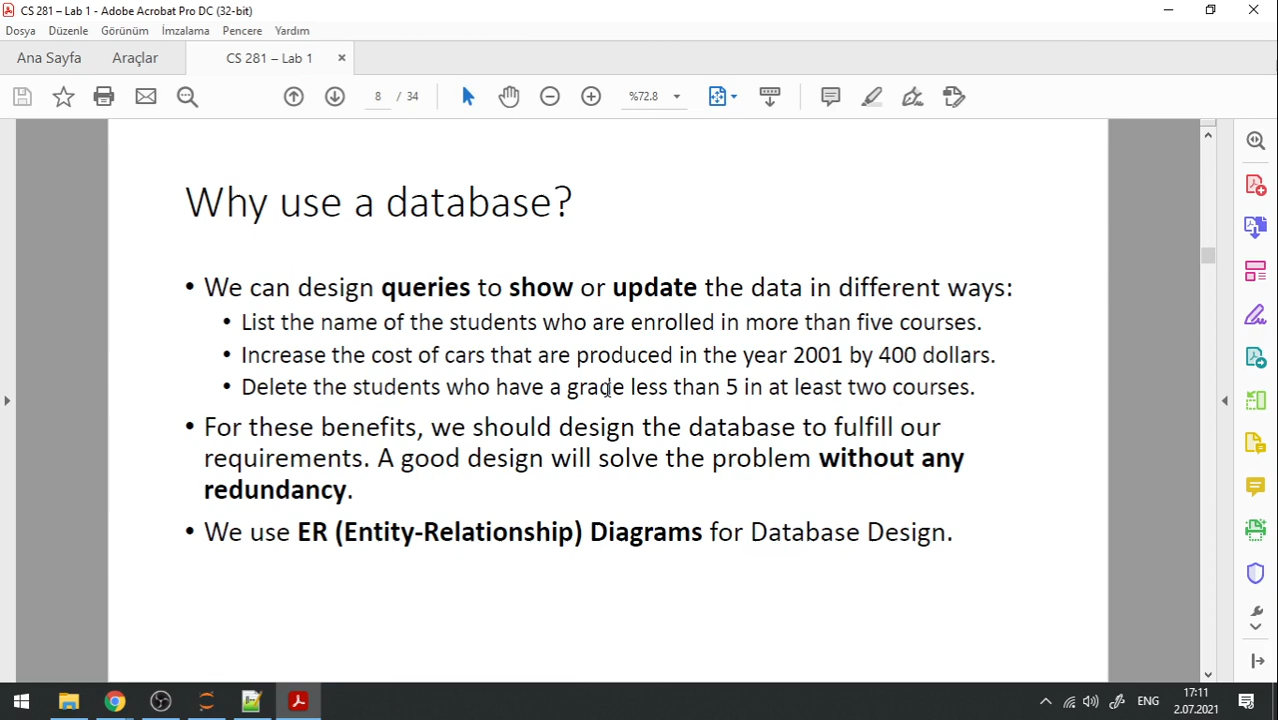 CS 281 – Lab 1 - Adobe Acrobat Pro DC (32-bit)
Dosya Düzenle Görünüm İmzalama Pencere Yardım
Ana Sayfa Araçlar CS 281 – Lab 1 ×
8 / 34 %72.8
Why use a database?
• We can design queries to show or update the data in different ways:
• List the name of the students who are enrolled in more than five courses.
• Increase the cost of cars that are produced in the year 2001 by 400 dollars.
• Delete the students who have a grade less than 5 in at least two courses.
• For these benefits, we should design the database to fulfill our
requirements. A good design will solve the problem without any
redundancy.
• We use ER (Entity-Relationship) Diagrams for Database Design.
ENG
17:11
2.07.2021